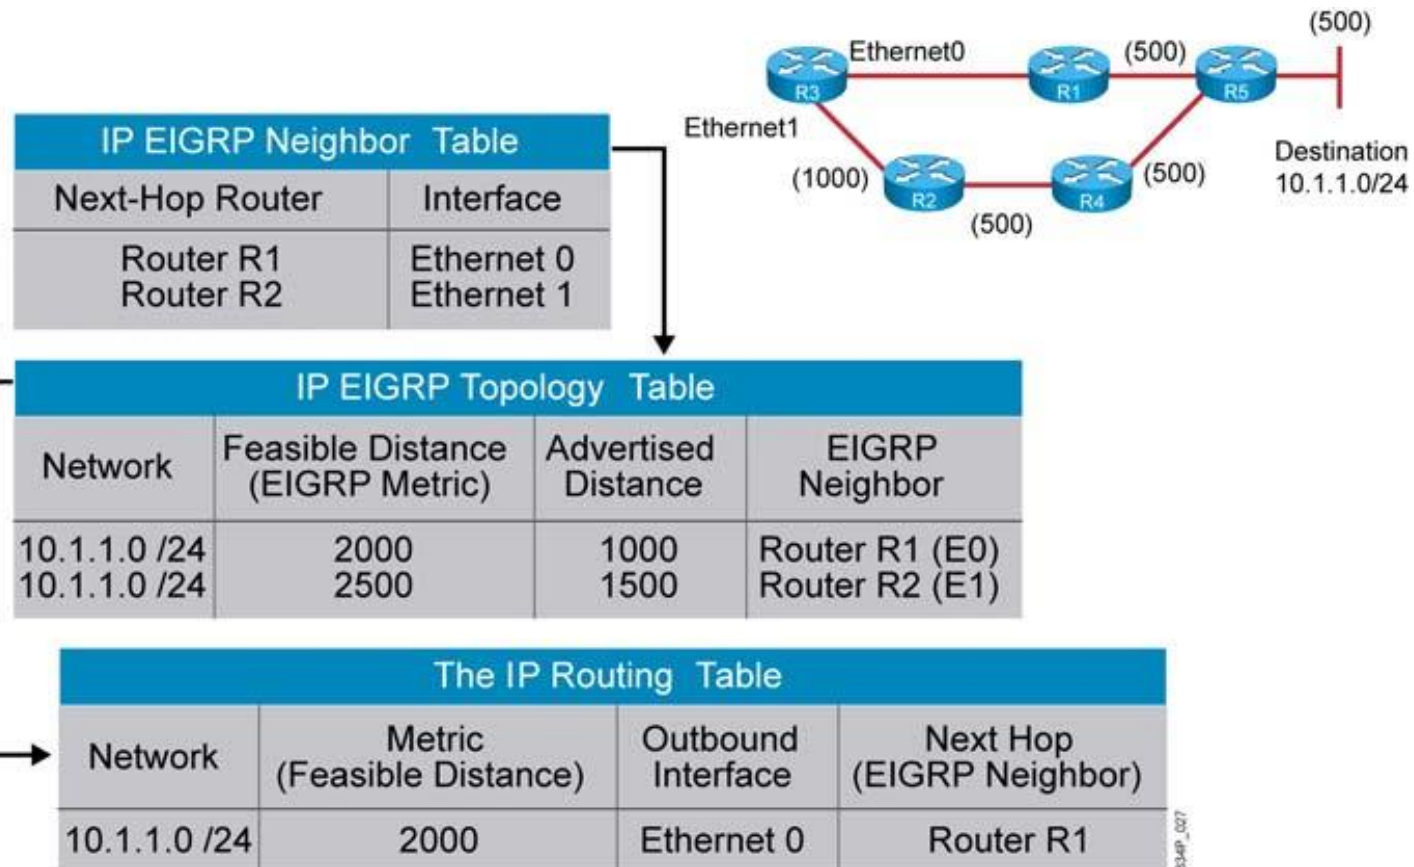 (500)
Ethernet0
(500)
R3
R1
R5
Ethernet1
Destination
10.1.1.0/24
(1000)
R2
R4
(500)
(500)
IP EIGRP Neighbor Table
Next-Hop Router
Interface
Router R1
Ethernet 0
Router R2
Ethernet 1
IP EIGRP Topology Table
Network
Feasible Distance
(EIGRP Metric)
Advertised
Distance
EIGRP
Neighbor
10.1.1.0 /24
2000
1000
Router R1 (E0)
10.1.1.0 /24
2500
1500
Router R2 (E1)
The IP Routing Table
Network
Metric
(Feasible Distance)
Outbound
Interface
Next Hop
(EIGRP Neighbor)
10.1.1.0 /24
2000
Ethernet 0
Router R1